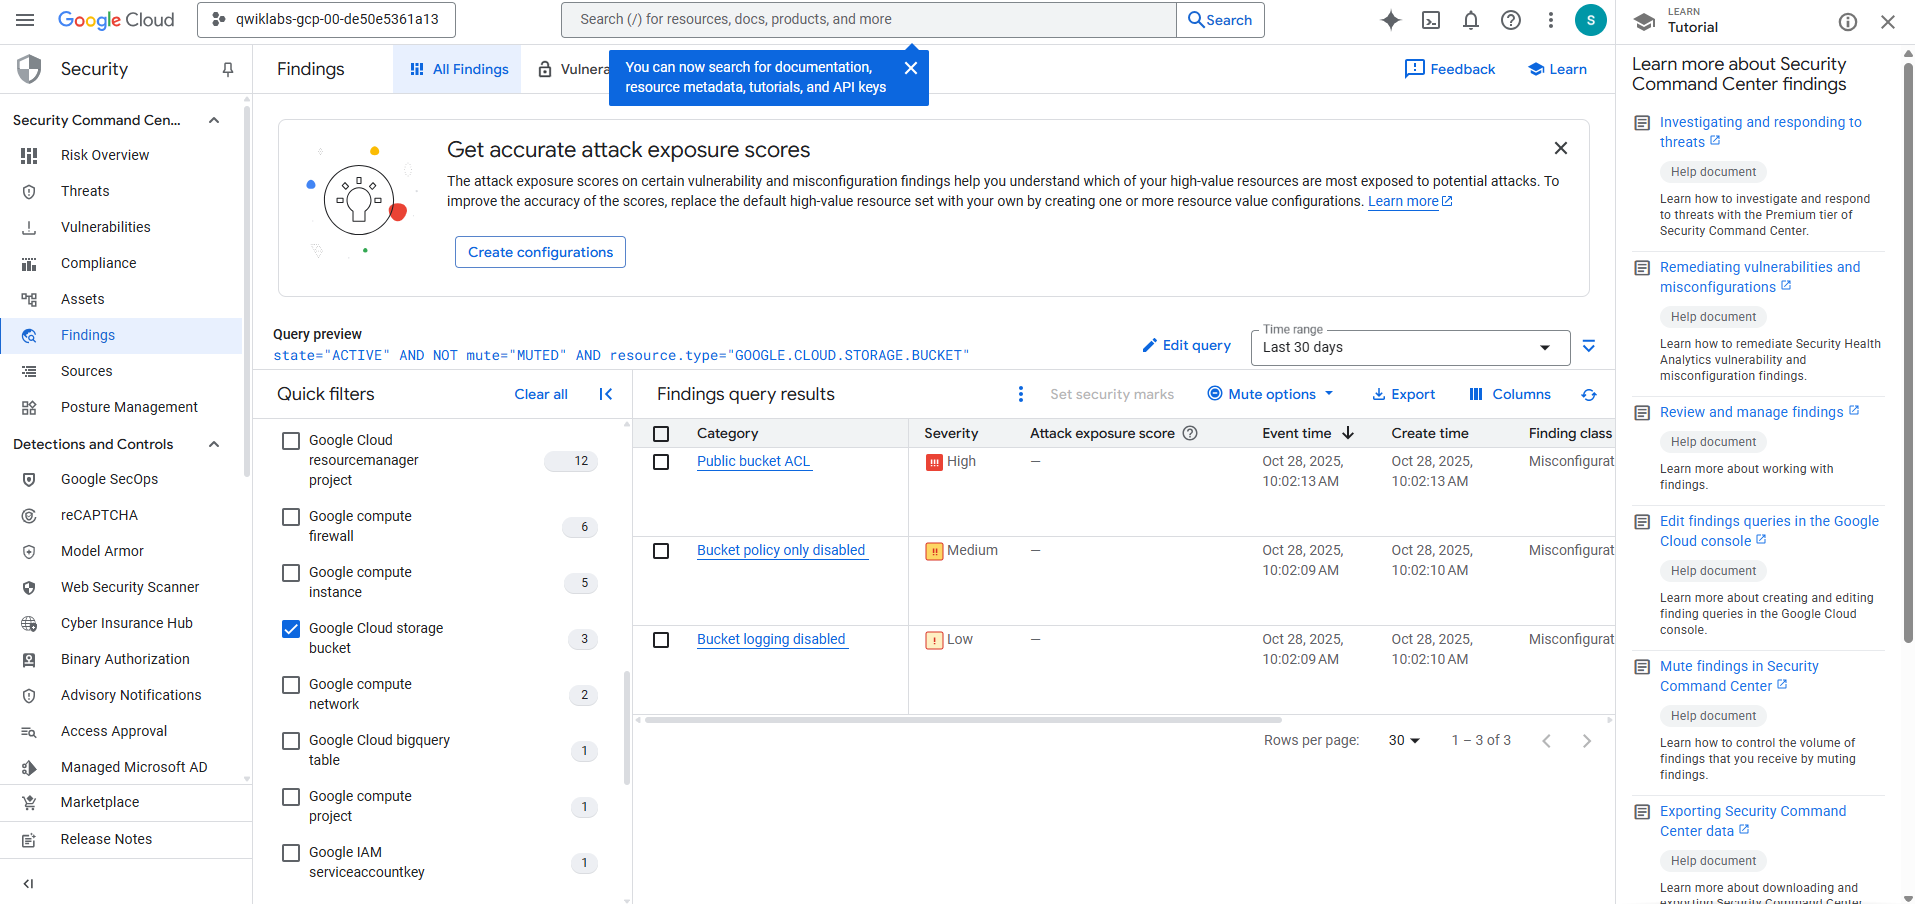 Google Cloud
qwiklabs-gcp-00-de50e5361a13
Search (/) for resources, docs, products, and more
Search
S
LEARN
Tutorial
Security
Findings
All Findings
Vulnera
You can now search for documentation,
resource metadata, tutorials, and API keys
Feedback
Learn
Security Command Cen...
Risk Overview
Threats
Vulnerabilities
Compliance
Assets
Findings
Sources
Posture Management
Detections and Controls
Google SecOps
reCAPTCHA
Model Armor
Web Security Scanner
Cyber Insurance Hub
Binary Authorization
Advisory Notifications
Access Approval
Managed Microsoft AD
Marketplace
Release Notes
Get accurate attack exposure scores
The attack exposure scores on certain vulnerability and misconfiguration findings help you understand which of your high-value resources are most exposed to potential attacks. To
improve the accuracy of the scores, replace the default high-value resource set with your own by creating one or more resource value configurations. Learn more
Create configurations
Query preview
state="ACTIVE" AND NOT mute="MUTED" AND resource.type="GOOGLE.CLOUD.STORAGE.BUCKET"
Edit query
Time range
Last 30 days
Quick filters
Clear all
Google Cloud
resourcemanager
project
12
Google compute
firewall
6
Google compute
instance
5
Google Cloud storage
bucket
3
Google compute
network
2
Google Cloud bigquery
table
1
Google compute
project
1
Google IAM
serviceaccountkey
1
Findings query results
Set security marks
Mute options
Export
Columns
Category
Severity
Attack exposure score
Event time
Create time
Finding class
Public bucket ACL
High
—
Oct 28, 2025,
10:02:13 AM
Oct 28, 2025,
10:02:13 AM
Misconfigurat
Bucket policy only disabled
Medium
—
Oct 28, 2025,
10:02:09 AM
Oct 28, 2025,
10:02:10 AM
Misconfigurat
Bucket logging disabled
Low
—
Oct 28, 2025,
10:02:09 AM
Oct 28, 2025,
10:02:10 AM
Misconfigurat
Rows per page:
30
1 – 3 of 3
Learn more about Security
Command Center findings
Investigating and responding to
threats
Help document
Learn how to investigate and respond
to threats with the Premium tier of
Security Command Center.
Remediating vulnerabilities and
misconfigurations
Help document
Learn how to remediate Security Health
Analytics vulnerability and
misconfiguration findings.
Review and manage findings
Help document
Learn more about working with
findings.
Edit findings queries in the Google
Cloud console
Help document
Learn more about creating and editing
finding queries in the Google Cloud
console.
Mute findings in Security
Command Center
Help document
Learn how to control the volume of
findings that you receive by muting
findings.
Exporting Security Command
Center data
Help document
Learn more about downloading and
exporting Security Command Center